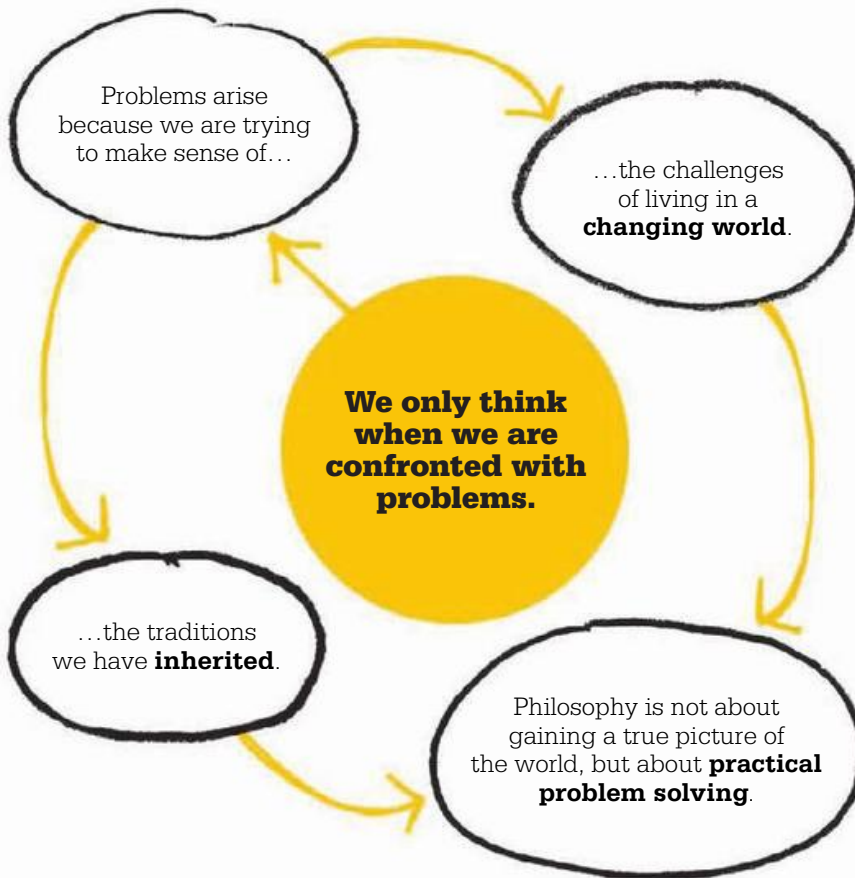 Problems arise
because we are trying
to make sense of…
…the challenges
of living in a
changing world.
We only think
when we are
confronted with
problems.
…the traditions
we have inherited.
Philosophy is not about
gaining a true picture of
the world, but about practical
problem solving.